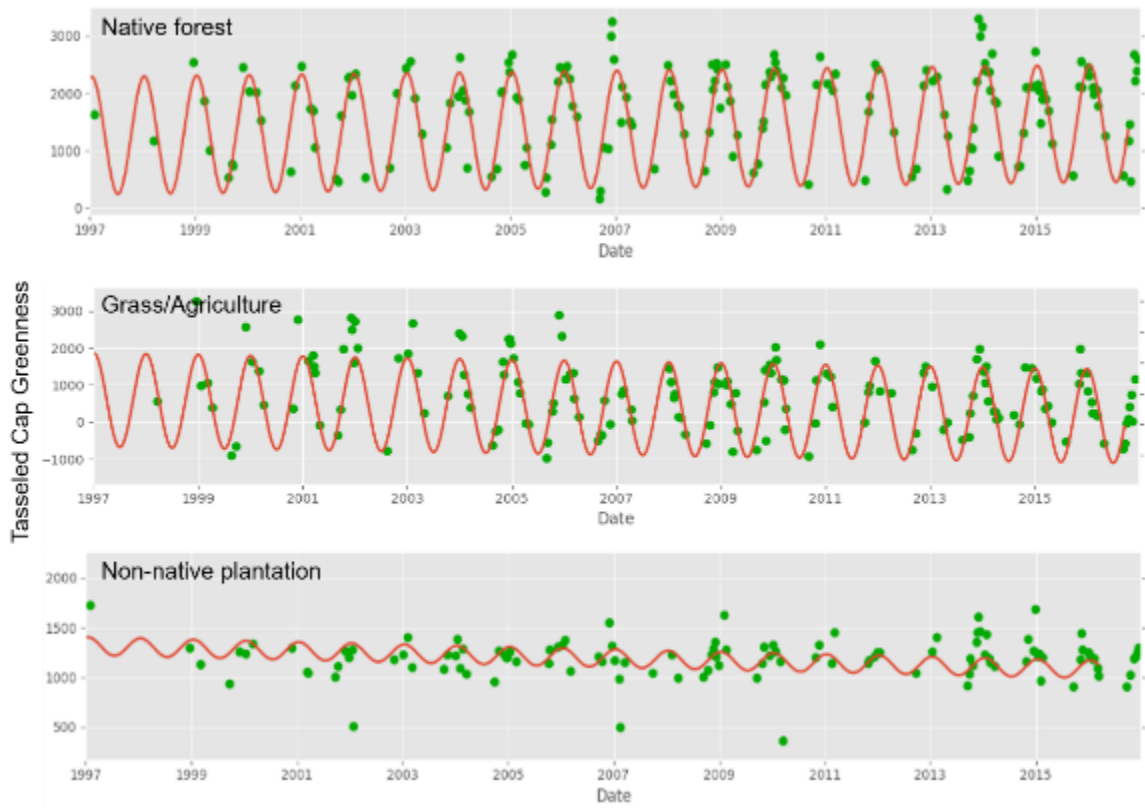 Native forest
3000
2000
1000
0
1997 1999 2001 2003 2005 2007 2009 2011 2013 2015
Date
Tasseled Cap Greenness
Grass/Agriculture
3000
2000
1000
0
−1000
1997 1999 2001 2003 2005 2007 2009 2011 2013 2015
Date
Non-native plantation
2000
1500
1000
500
1997 1999 2001 2003 2005 2007 2009 2011 2013 2015
Date